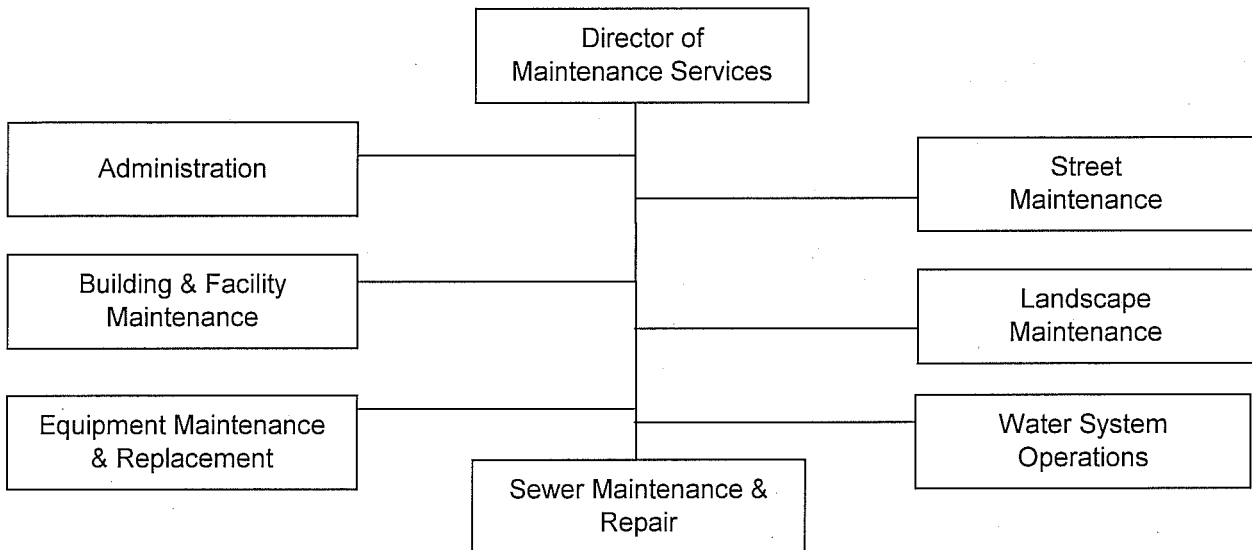 Director of
Maintenance Services
Administration
Street
Maintenance
Building & Facility
Maintenance
Landscape
Maintenance
Equipment Maintenance
& Replacement
Water System
Operations
Sewer Maintenance &
Repair